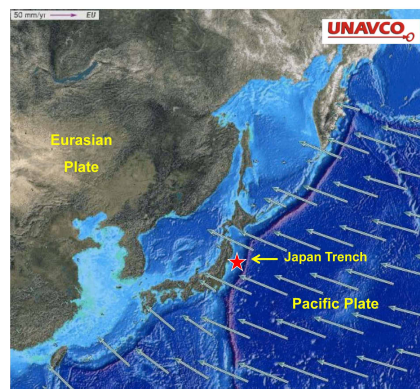 50 mm/yr EU
UNAVCO
Eurasian
Plate
Japan Trench
Pacific Plate